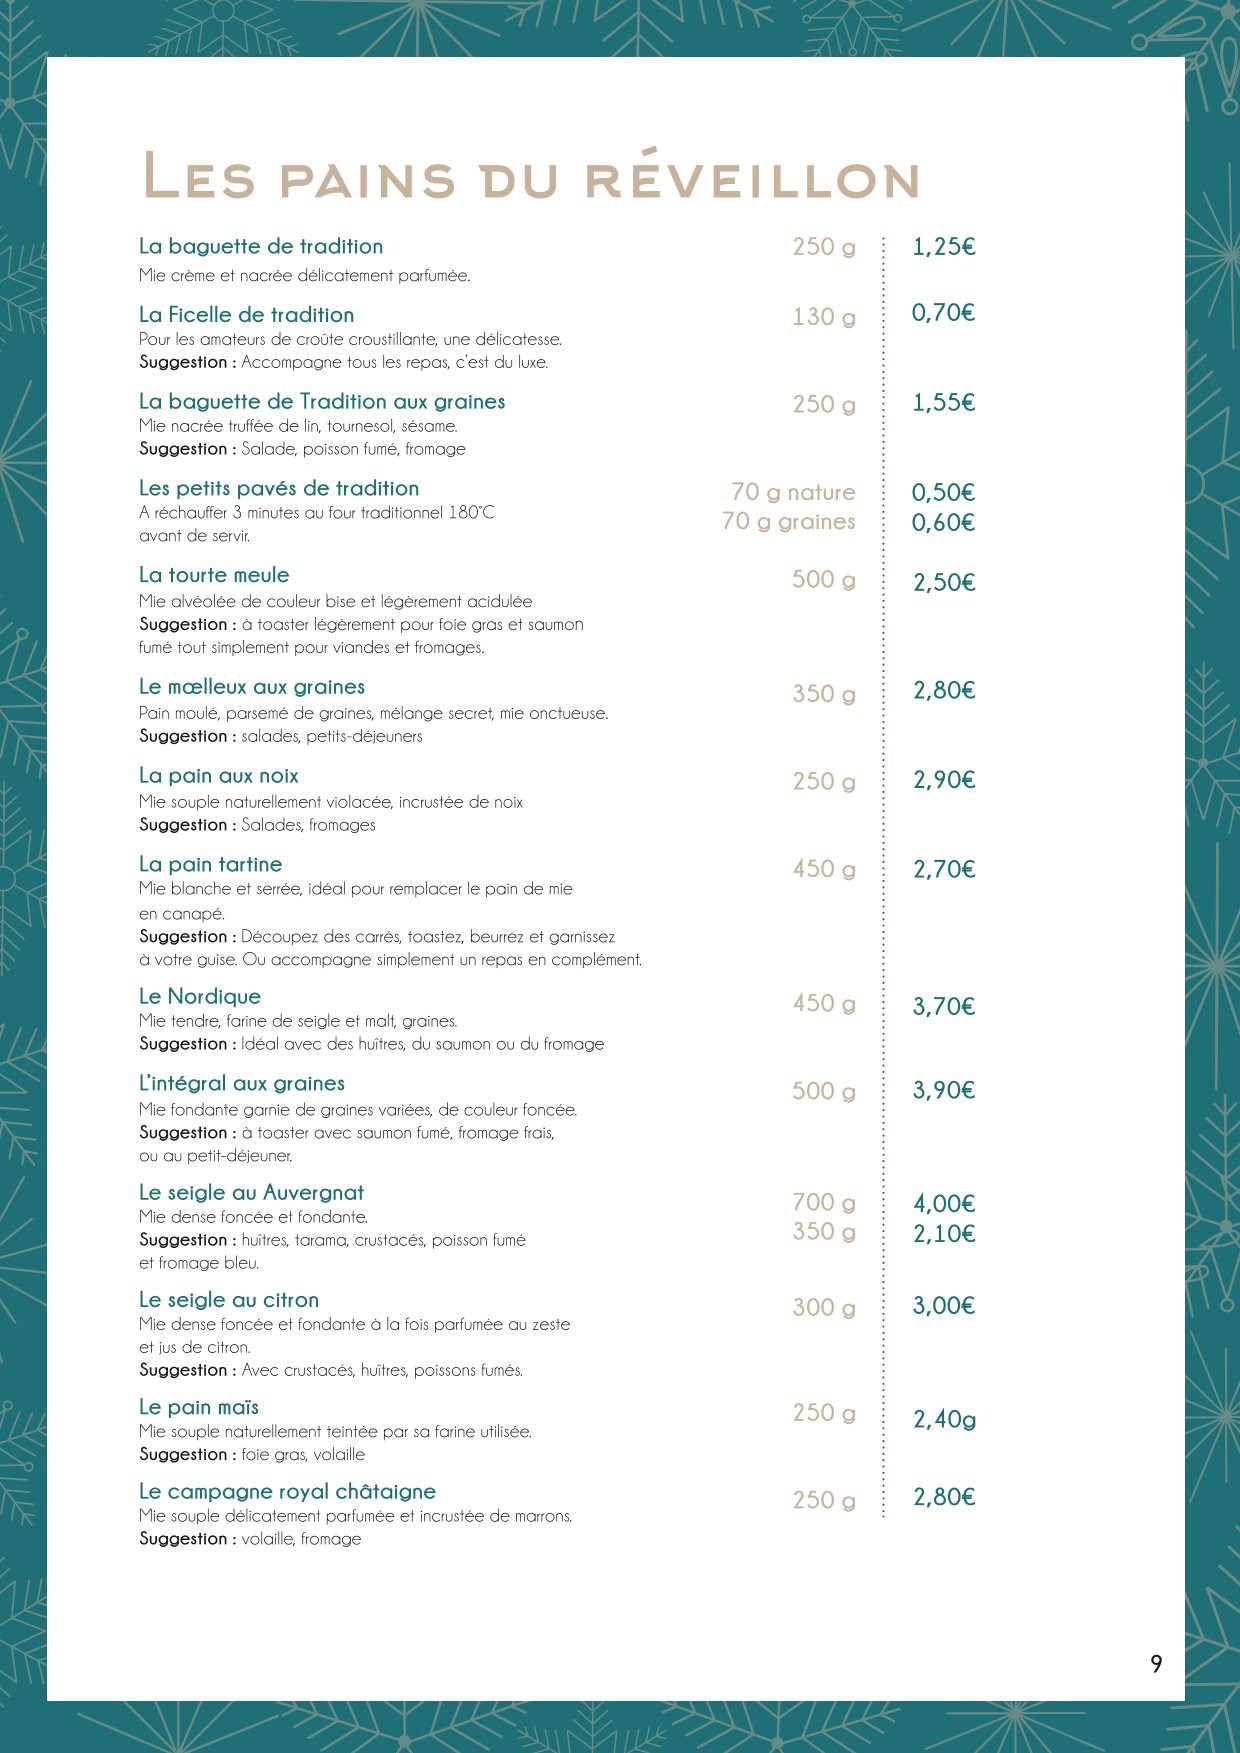 Les pains du réveillon
La baguette de tradition 250 g 1,25€
Mie crème et nacrée délicatement parfumée.
La Ficelle de tradition 130 g 0,70€
Pour les amateurs de croûte croustillante, une délicatesse.
Suggestion : Accompagne tous les repas, c'est du luxe.
La baguette de Tradition aux graines 250 g 1,55€
Mie nacrée truffée de lin, tournesol, sésame.
Suggestion : Salade, poisson fumé, fromage
Les petits pavés de tradition 70 g nature 0,50€
A réchauffer 3 minutes au four traditionnel 180°C 70 g graines 0,60€
avant de servir.
La tourte meule 500 g 2,50€
Mie alvéolée de couleur bise et légèrement acidulée
Suggestion : à toaster légèrement pour foie gras et saumon
fumé tout simplement pour viandes et fromages.
Le mœlleux aux graines 350 g 2,80€
Pain moulé, parsemé de graines, mélange secret, mie onctueuse.
Suggestion : salades, petits-déjeuners
La pain aux noix 250 g 2,90€
Mie souple naturellement violacée, incrustée de noix
Suggestion : Salades, fromages
La pain tartine 450 g 2,70€
Mie blanche et serrée, idéal pour remplacer le pain de mie
en canapé.
Suggestion : Découpez des carrés, toastez, beurrez et garnissez
à votre guise. Ou accompagne simplement un repas en complément.
Le Nordique 450 g 3,70€
Mie tendre, farine de seigle et malt, graines.
Suggestion : Idéal avec des huîtres, du saumon ou du fromage
L'intégral aux graines 500 g 3,90€
Mie fondante garnie de graines variées, de couleur foncée.
Suggestion : à toaster avec saumon fumé, fromage frais,
ou au petit-déjeuner.
Le seigle au Auvergnat 700 g 4,00€
Mie dense foncée et fondante. 350 g 2,10€
Suggestion : huîtres, tarama, crustacés, poisson fumé
et fromage bleu.
Le seigle au citron 300 g 3,00€
Mie dense foncée et fondante à la fois parfumée au zeste
et jus de citron.
Suggestion : Avec crustacés, huîtres, poissons fumés.
Le pain maïs 250 g 2,40g
Mie souple naturellement teintée par sa farine utilisée.
Suggestion : foie gras, volaille
Le campagne royal châtaigne 250 g 2,80€
Mie souple délicatement parfumée et incrustée de marrons.
Suggestion : volaille, fromage
9